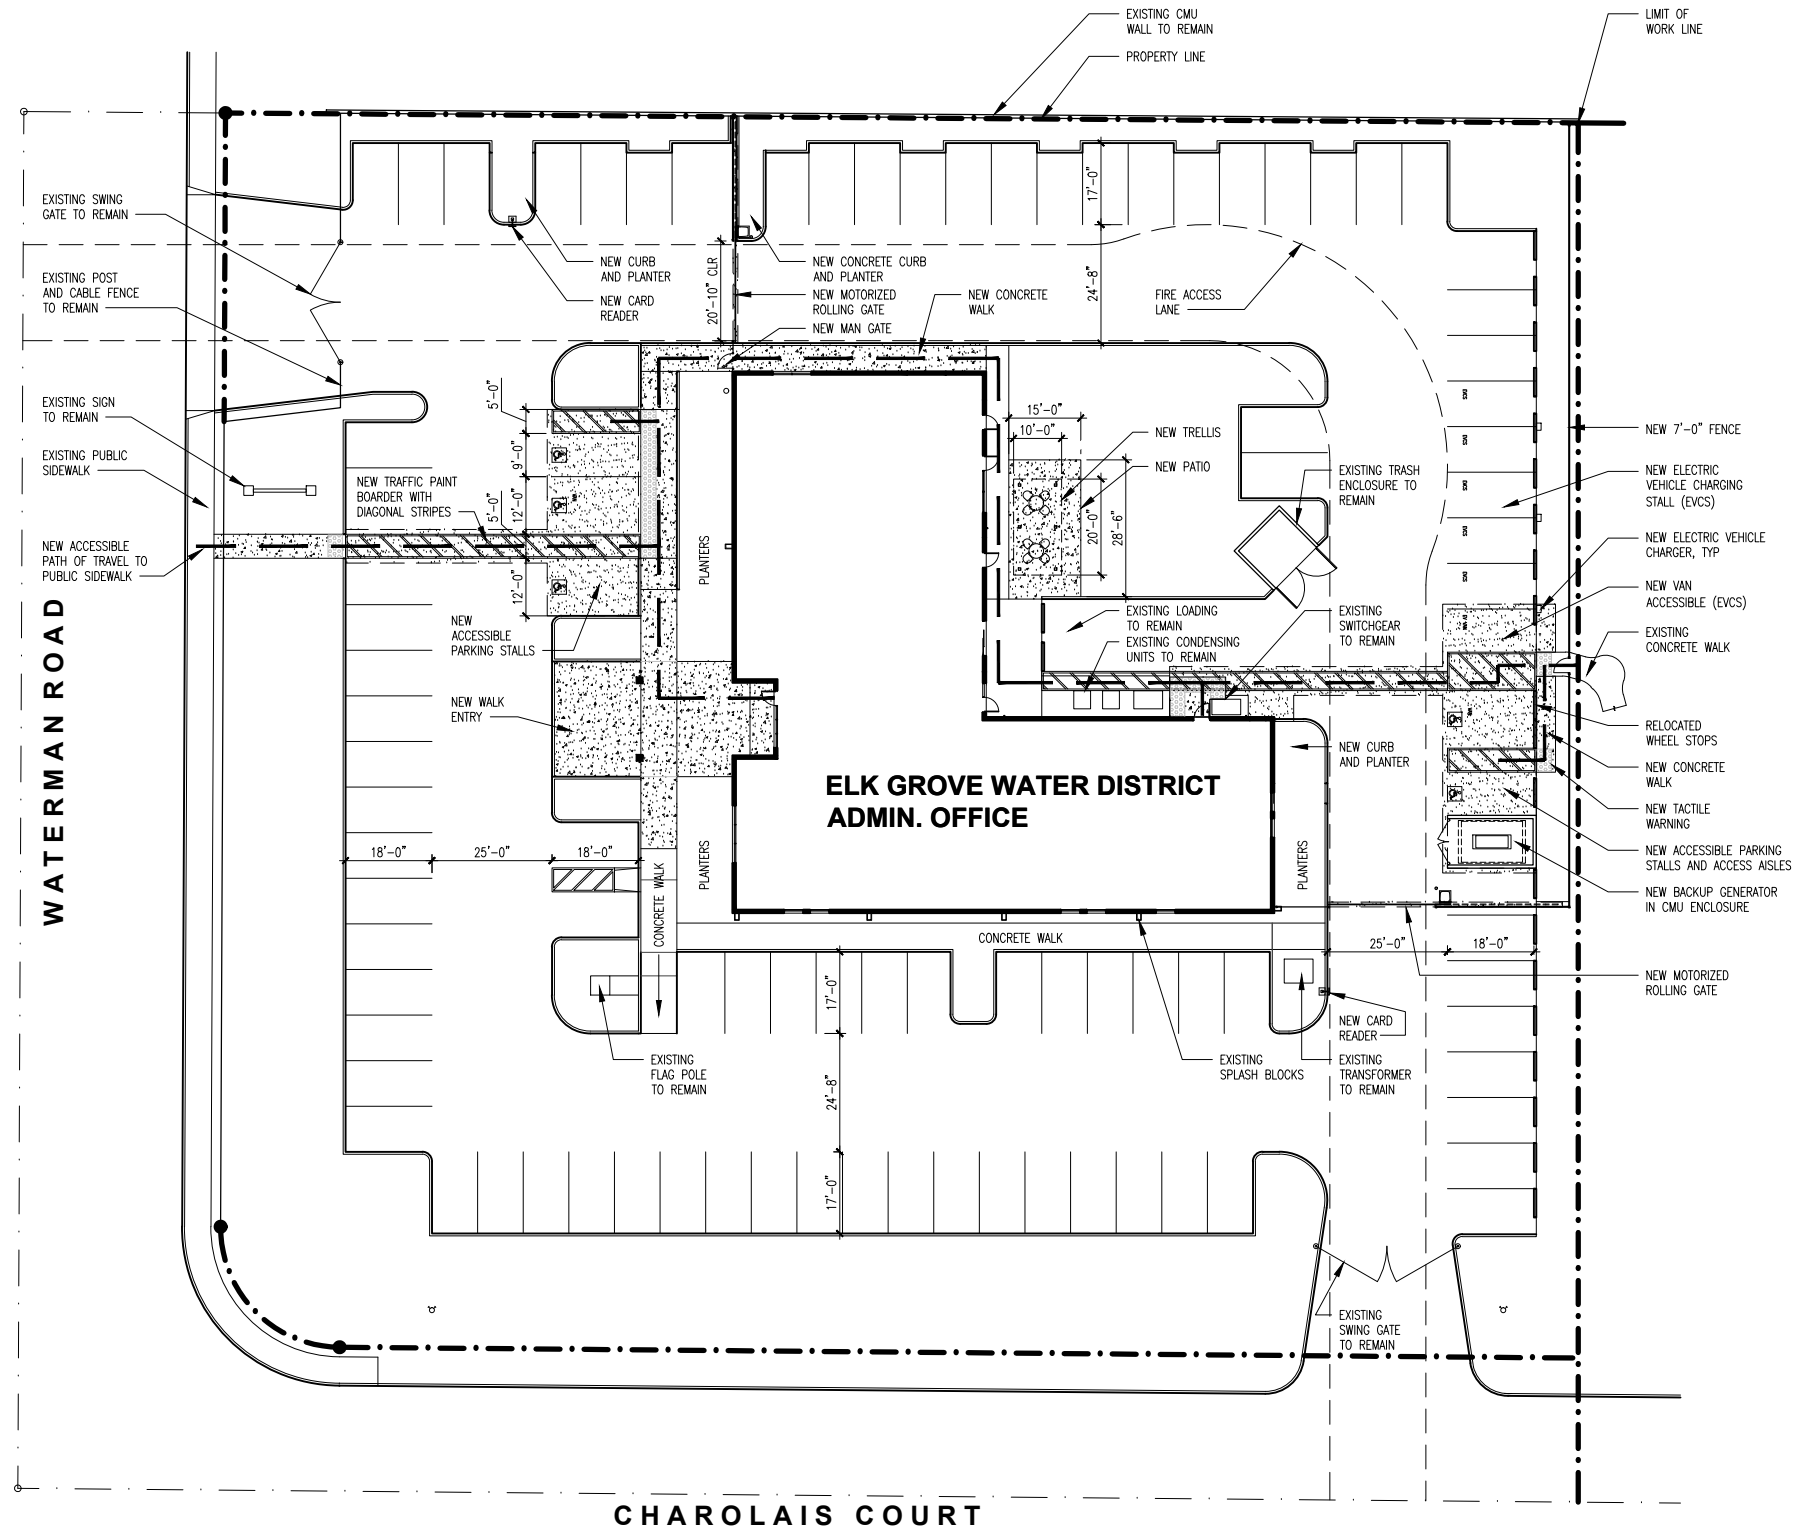 EXISTING CMU
WALL TO REMAIN
PROPERTY LINE
LIMIT OF
WORK LINE
EXISTING SWING
GATE TO REMAIN
EXISTING POST
AND CABLE FENCE
TO REMAIN
EXISTING SIGN
TO REMAIN
EXISTING PUBLIC
SIDEWALK
NEW ACCESSIBLE
PATH OF TRAVEL TO
PUBLIC SIDEWALK
WATERMAN ROAD
NEW CURB
AND PLANTER
NEW CARD
READER
20'-10" CLR
NEW CONCRETE CURB
AND PLANTER
NEW MOTORIZED
ROLLING GATE
NEW MAN GATE
NEW CONCRETE
WALK
17'-0"
24'-8"
FIRE ACCESS
LANE
5'-0"
9'-0"
12'-0"
5'-0"
12'-0"
NEW TRAFFIC PAINT
BOARDER WITH
DIAGONAL STRIPES
NEW
ACCESSIBLE
PARKING STALLS
NEW WALK
ENTRY
PLANTERS
15'-0"
10'-0"
20'-0"
28'-6"
NEW TRELLIS
NEW PATIO
EXISTING TRASH
ENCLOSURE TO
REMAIN
EXISTING LOADING
TO REMAIN
EXISTING CONDENSING
UNITS TO REMAIN
EXISTING
SWITCHGEAR
TO REMAIN
EVCS
EVCS
EVCS
EVCS
EVCS
NEW 7'-0" FENCE
NEW ELECTRIC
VEHICLE CHARGING
STALL (EVCS)
NEW ELECTRIC VEHICLE
CHARGER, TYP
NEW VAN
ACCESSIBLE (EVCS)
EXISTING
CONCRETE WALK
RELOCATED
WHEEL STOPS
NEW CONCRETE
WALK
NEW TACTILE
WARNING
NEW ACCESSIBLE PARKING
STALLS AND ACCESS AISLES
NEW BACKUP GENERATOR
IN CMU ENCLOSURE
NEW MOTORIZED
ROLLING GATE
NEW CURB
AND PLANTER
ELK GROVE WATER DISTRICT
ADMIN. OFFICE
18'-0"
25'-0"
18'-0"
PLANTERS
CONCRETE WALK
PLANTERS
CONCRETE WALK
25'-0"
18'-0"
17'-0"
24'-8"
17'-0"
EXISTING
FLAG POLE
TO REMAIN
EXISTING
SPLASH BLOCKS
NEW CARD
READER
EXISTING
TRANSFORMER
TO REMAIN
EXISTING
SWING GATE
TO REMAIN
CHAROLAIS COURT